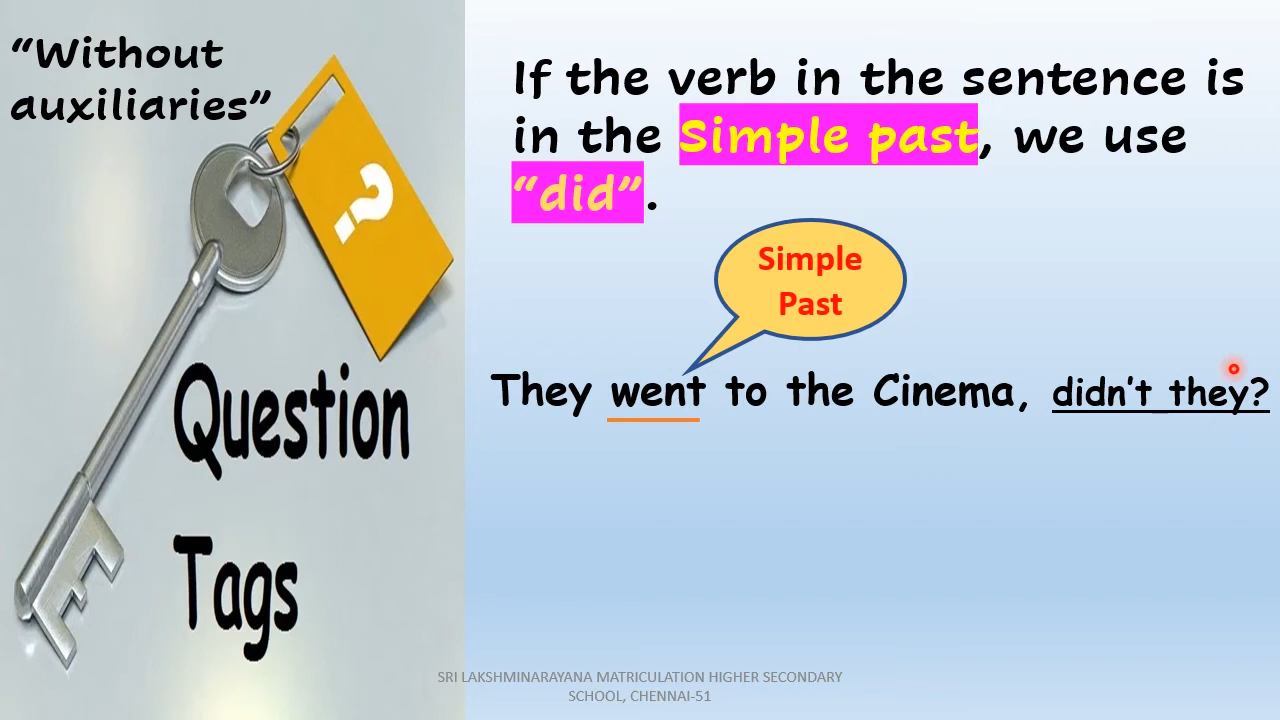 “Without
auxiliaries”
?
Question
Tags
If the verb in the sentence is
in the Simple past, we use
“did”.
Simple
Past
They went to the Cinema, didn't they?
SRI LAKSHMINARAYANA MATRICULATION HIGHER SECONDARY
SCHOOL, CHENNAI-51